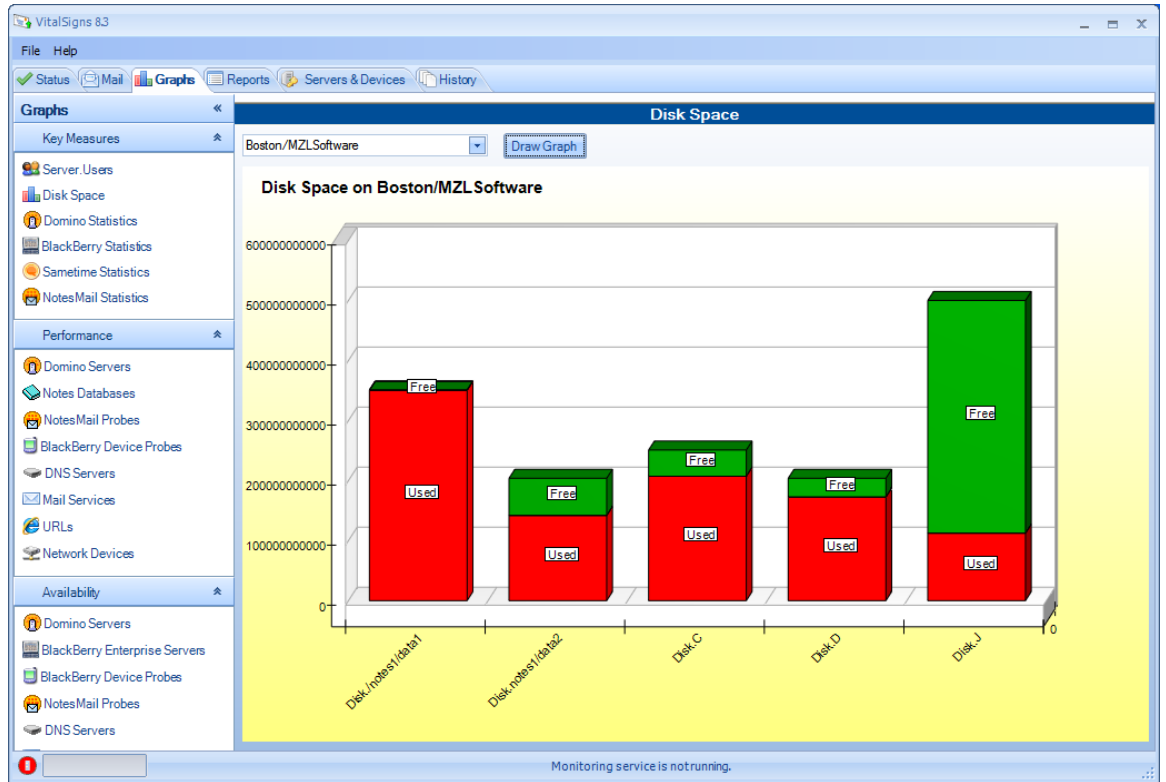 VitalSigns 8.3
File Help
Status Mail Graphs Reports Servers & Devices History
Graphs
Key Measures
Server.Users
Disk Space
Domino Statistics
BlackBerry Statistics
Sametime Statistics
NotesMail Statistics
Performance
Domino Servers
Notes Databases
NotesMail Probes
BlackBerry Device Probes
DNS Servers
Mail Services
URLs
Network Devices
Availability
Domino Servers
BlackBerry Enterprise Servers
BlackBerry Device Probes
NotesMail Probes
DNS Servers
Disk Space
Boston/MZLSoftware Draw Graph
Disk Space on Boston/MZLSoftware
600000000000
500000000000
400000000000
300000000000
200000000000
100000000000
0
Free
Used
Free
Used
Free
Used
Free
Used
Free
Used
0
Disk./notes1/data1
Disk.notes1/data2
Disk.C
Disk.D
Disk.J
Monitoring service is not running.